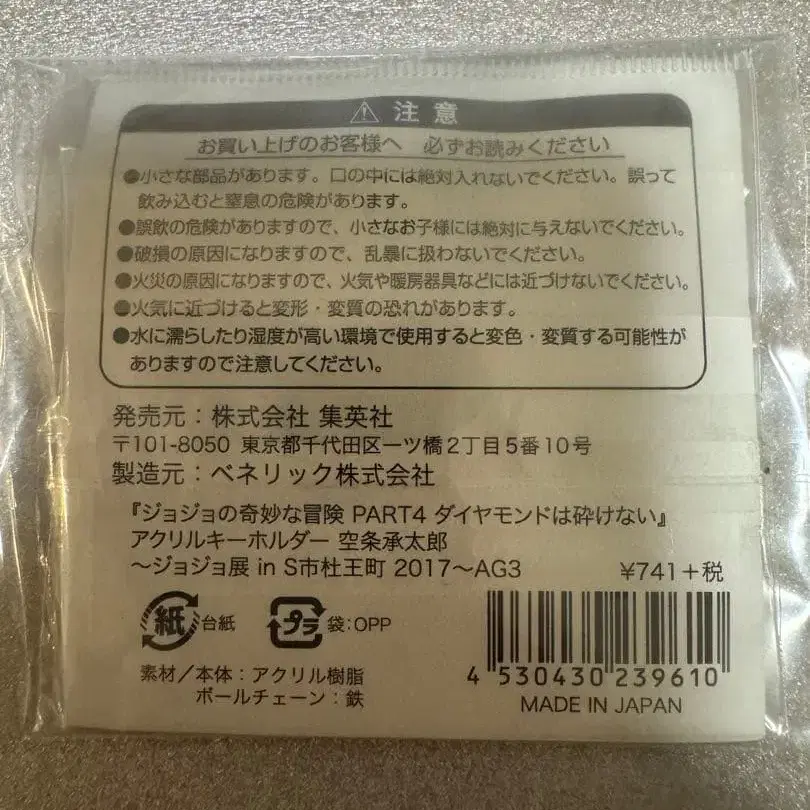 注意
お買い上げのお客様へ 必ずお読みください
●小さな部品があります。口の中には絶対入れないでください。誤って
飲み込むと窒息の危険があります。
●誤飲の危険がありますので、小さなお子様には絶対に与えないでください。
●破損の原因になりますので、乱暴に扱わないでください。
●火災の原因になりますので、火気や暖房器具などには近づけないでください。
●火気に近づけると変形・変質の恐れがあります。
●水に濡らしたり湿度が高い環境で使用すると変色・変質する可能性が
ありますので注意してください。
発売元：株式会社 集英社
〒101-8050 東京都千代田区一ツ橋2丁目5番10号
製造元：ベネリック株式会社
『ジョジョの奇妙な冒険 PART4 ダイヤモンドは砕けない』
アクリルキーホルダー 空条承太郎
～ジョジョ展 in S市杜王町 2017～AG3 ¥741+税
紙 台紙 プラ 袋:OPP
素材／本体：アクリル樹脂
ボールチェーン：鉄
4 530430 239610
MADE IN JAPAN